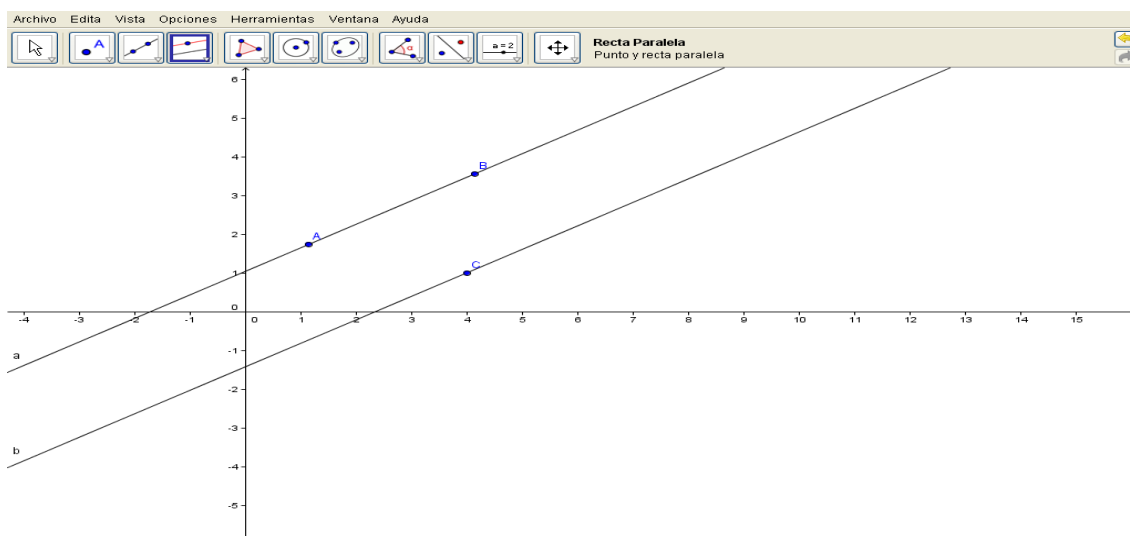 Archivo Edita Vista Opciones Herramientas Ventana Ayuda
A α a = 2
Recta Paralela
Punto y recta paralela
6
5
4
B
3
2
A
1
C
0
-4 -3 -2 -1 0 1 2 3 4 5 6 7 8 9 10 11 12 13 14 15
a
-1
-2
-3
b
-4
-5